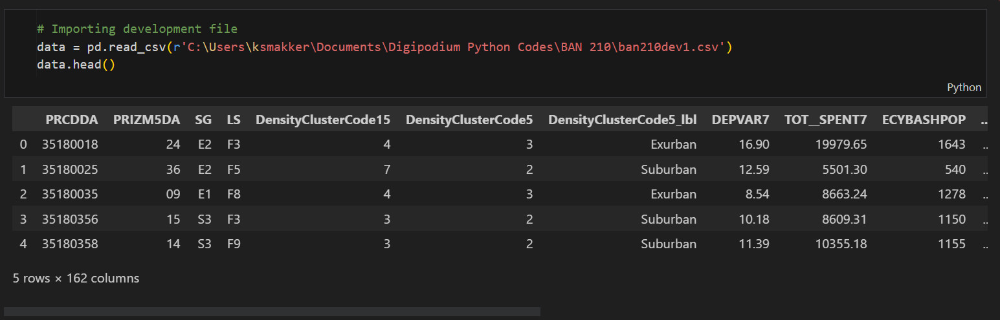 # Importing development file
data = pd.read_csv(r'C:\Users\ksmakker\Documents\Digipodium Python Codes\BAN 210\ban210dev1.csv')
data.head()
Python
PRCDDA PRIZM5DA SG LS DensityClusterCode15 DensityClusterCode5 DensityClusterCode5_lbl DEPVAR7 TOT__SPENT7 ECYBASHPOP ..
0 35180018 24 E2 F3 4 3 Exurban 16.90 19979.65 1643 ..
1 35180025 36 E2 F5 7 2 Suburban 12.59 5501.30 540 ..
2 35180035 09 E1 F8 4 3 Exurban 8.54 8663.24 1278 ..
3 35180356 15 S3 F3 3 2 Suburban 10.18 8609.31 1150 ..
4 35180358 14 S3 F9 3 2 Suburban 11.39 10355.18 1155 ..
5 rows × 162 columns